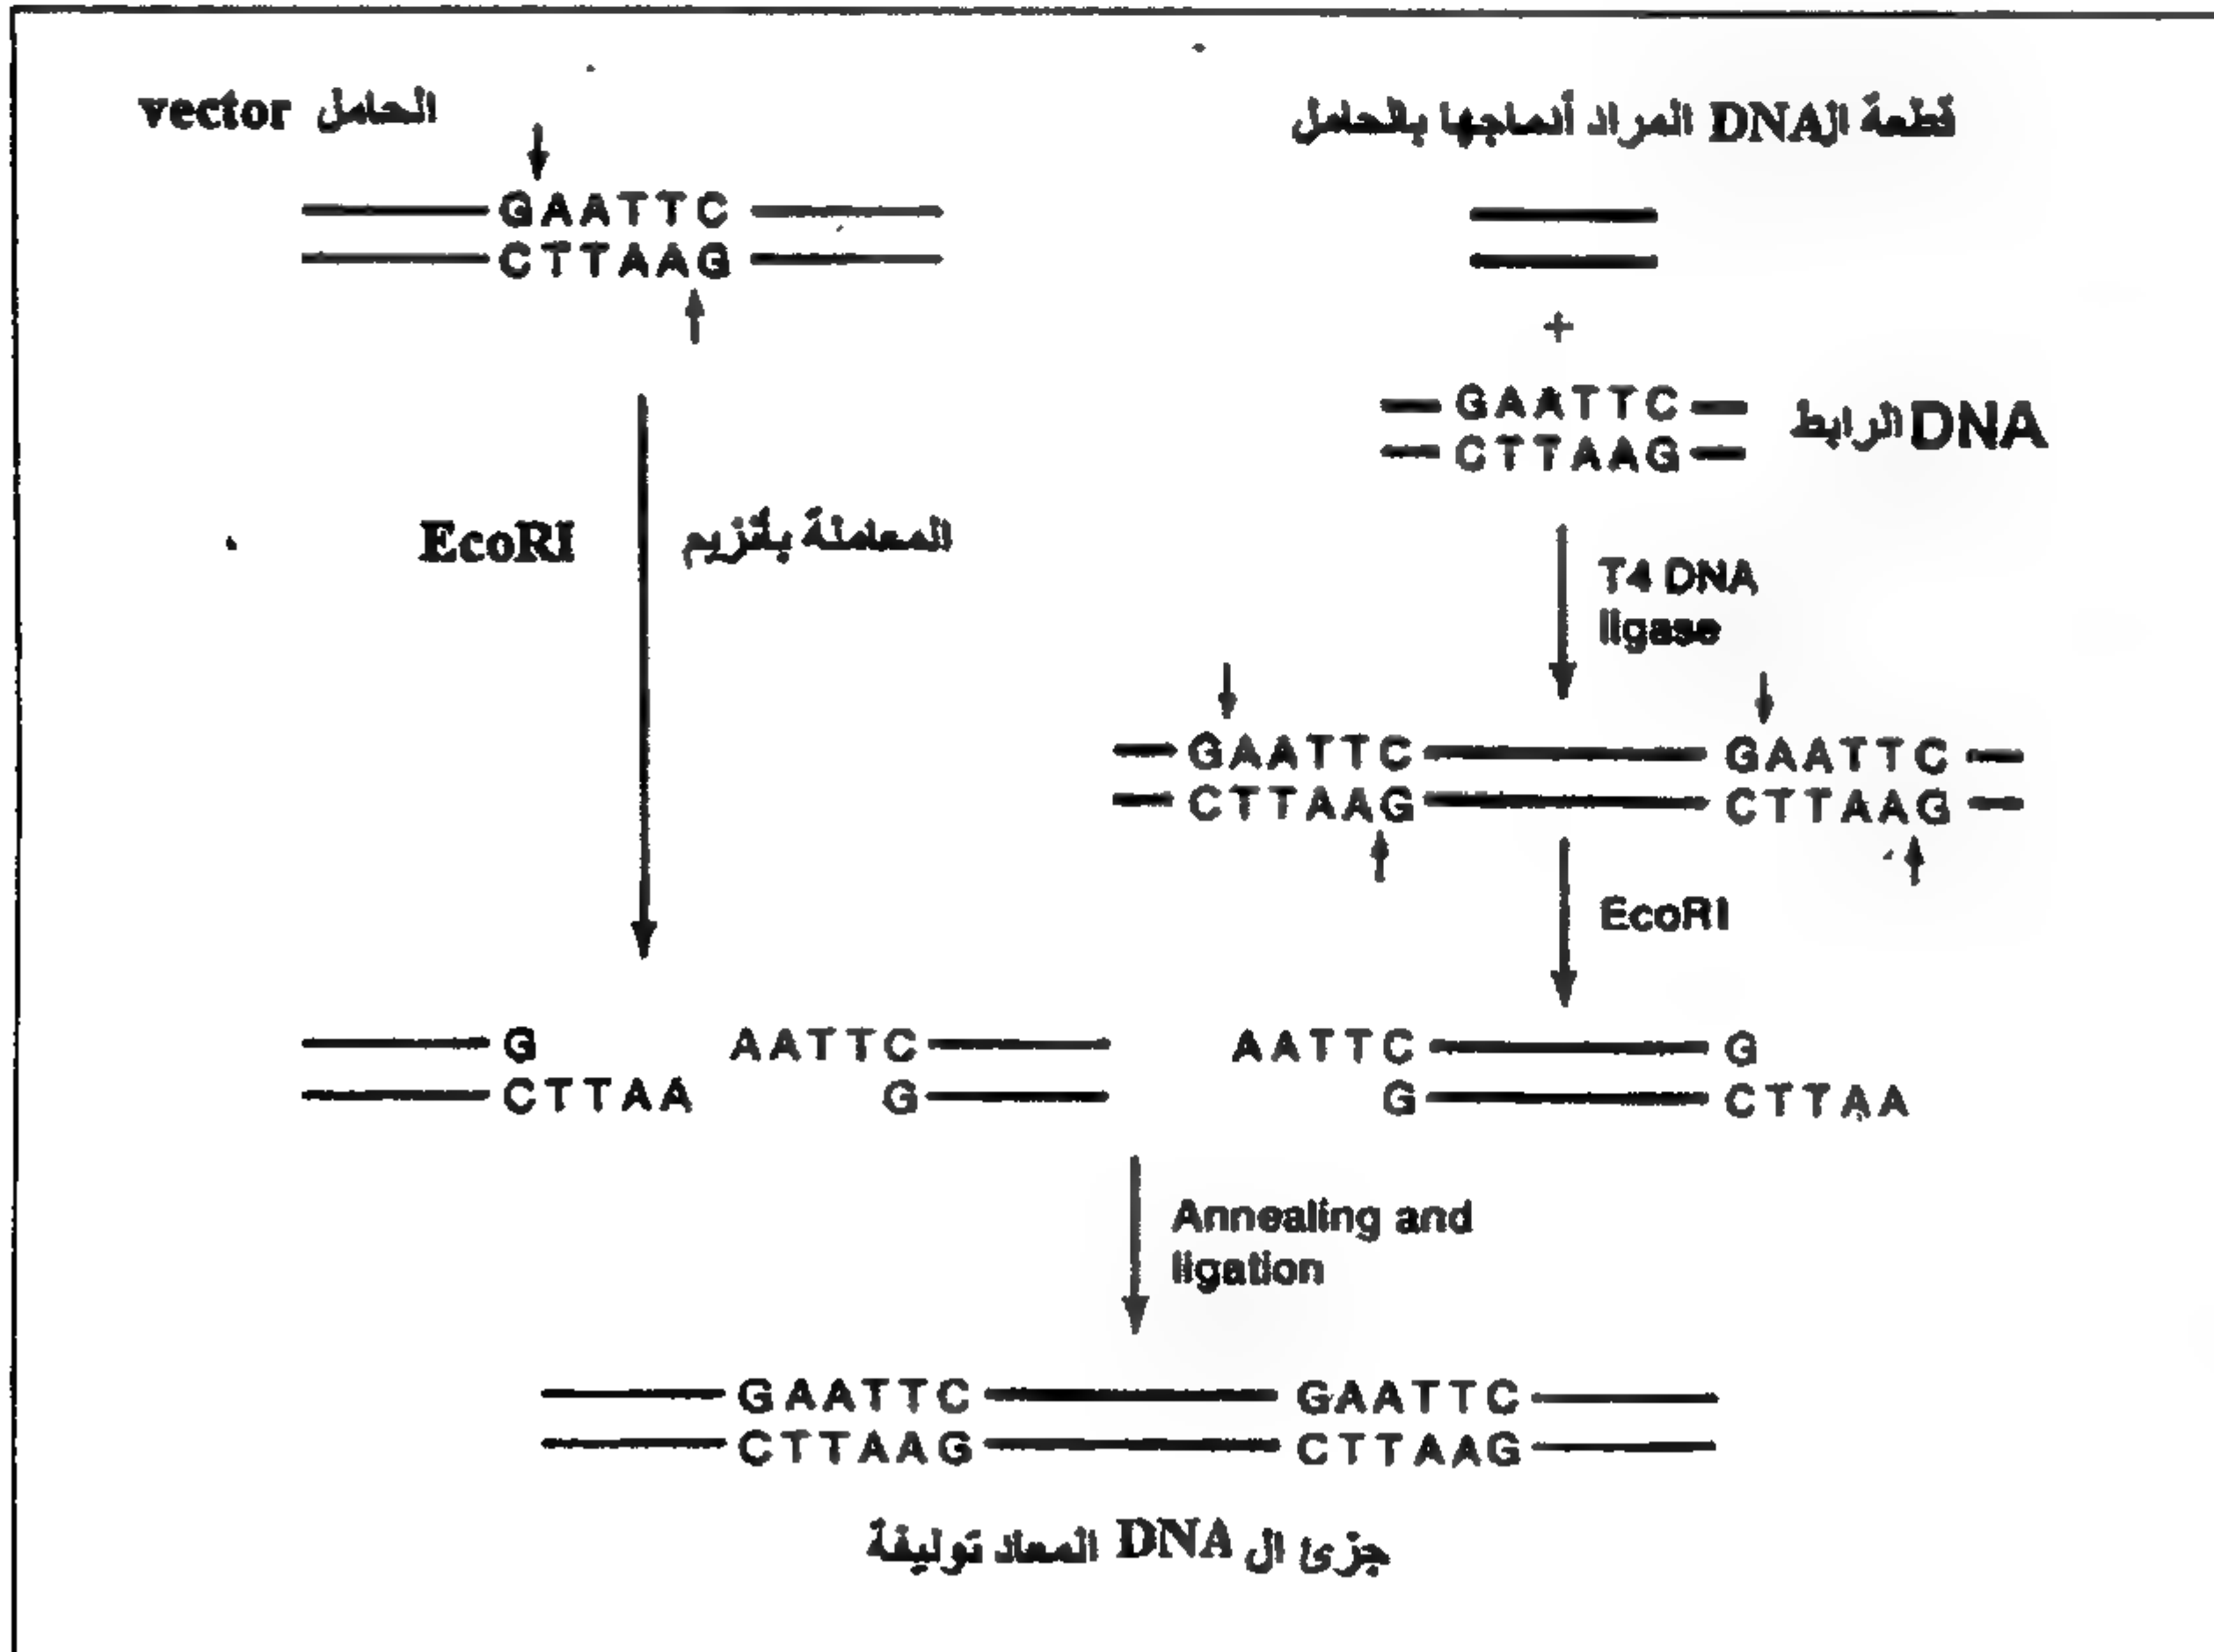 vector الحامل
قطعة الDNA المراد أدماجها بالحامل
GAATTC
CTTAAG
+
GAATTC
CTTAAG
DNA الرابط
EcoRI
المعاملة بأنزيم
T4 DNA
ligase
GAATTC GAATTC
CTTAAG CTTAAG
EcoRI
G AATTC AATTC G
CTTAA G G CTTAA
Annealing and
ligation
GAATTC GAATTC
CTTAAG CTTAAG
جزئ ال DNA المعاد توليفة